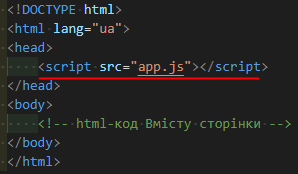 <!DOCTYPE html>
<html lang="ua">
<head>
    <script src="app.js"></script>
</head>
<body>
    <!-- html-код Вмісту сторінки -->
</body>
</html>